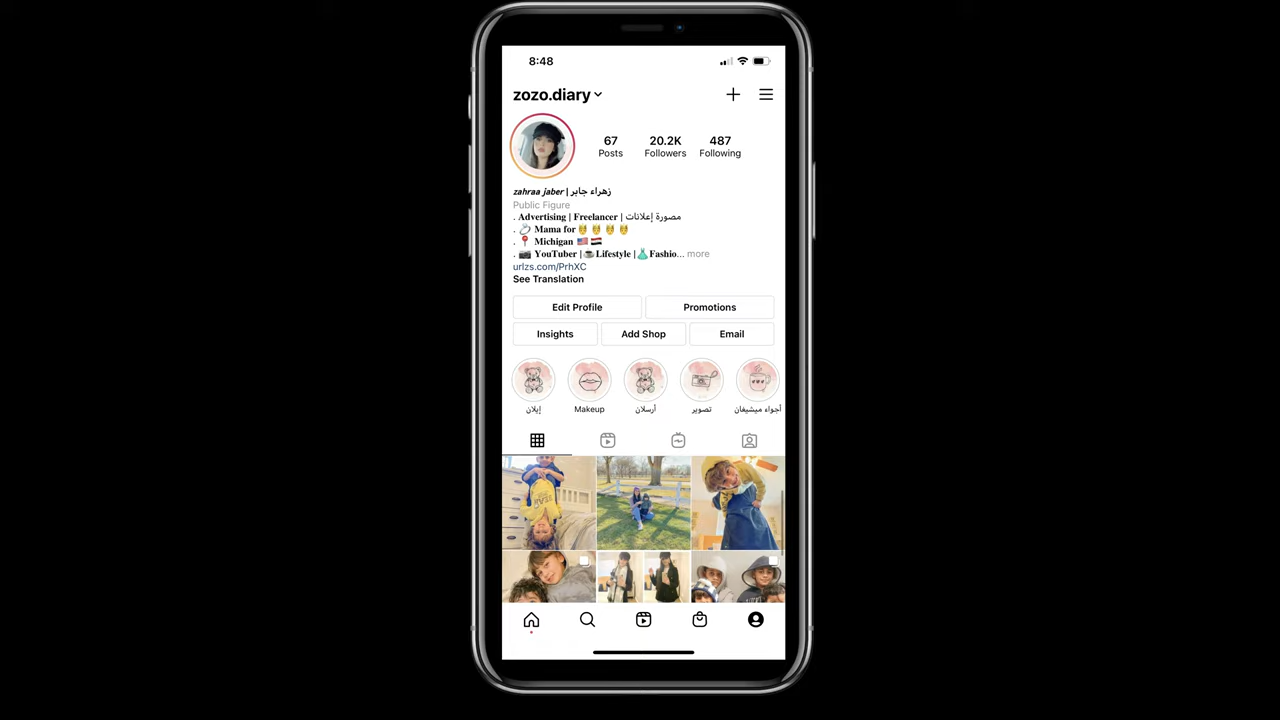 8:48
zozo.diary
67 20.2K 487
Posts Followers Following
zahraa jaber | زهراء جابر
Public Figure
. Advertising | Freelancer | مصورة إعلانات
. 💍 Mama for 🤴 🤴 🤴 🤴
. 📍 Michigan 🇺🇸 🇮🇶
. 📷 YouTuber |☕Lifestyle |👗Fashio... more
urlzs.com/PrhXC
See Translation
Edit Profile Promotions
Insights Add Shop Email
إيلان Makeup أرسلان تصوير أجواء ميشيغان